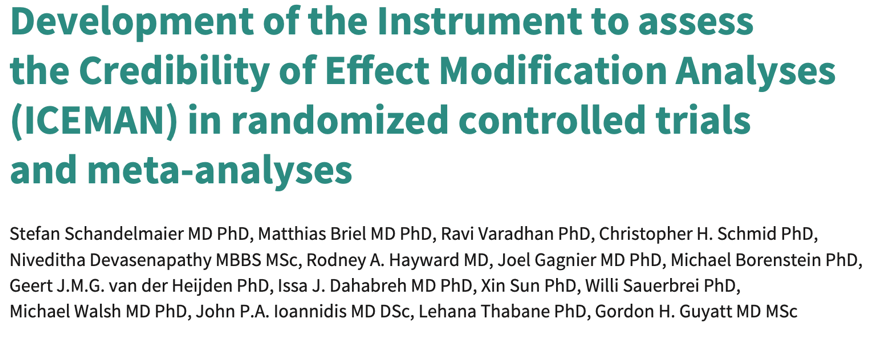 Development of the Instrument to assess
the Credibility of Effect Modification Analyses
(ICEMAN) in randomized controlled trials
and meta-analyses
Stefan Schandelmaier MD PhD, Matthias Briel MD PhD, Ravi Varadhan PhD, Christopher H. Schmid PhD,
Niveditha Devasenapathy MBBS MSc, Rodney A. Hayward MD, Joel Gagnier MD PhD, Michael Borenstein PhD,
Geert J.M.G. van der Heijden PhD, Issa J. Dahabreh MD PhD, Xin Sun PhD, Willi Sauerbrei PhD,
Michael Walsh MD PhD, John P.A. Ioannidis MD DSc, Lehana Thabane PhD, Gordon H. Guyatt MD MSc